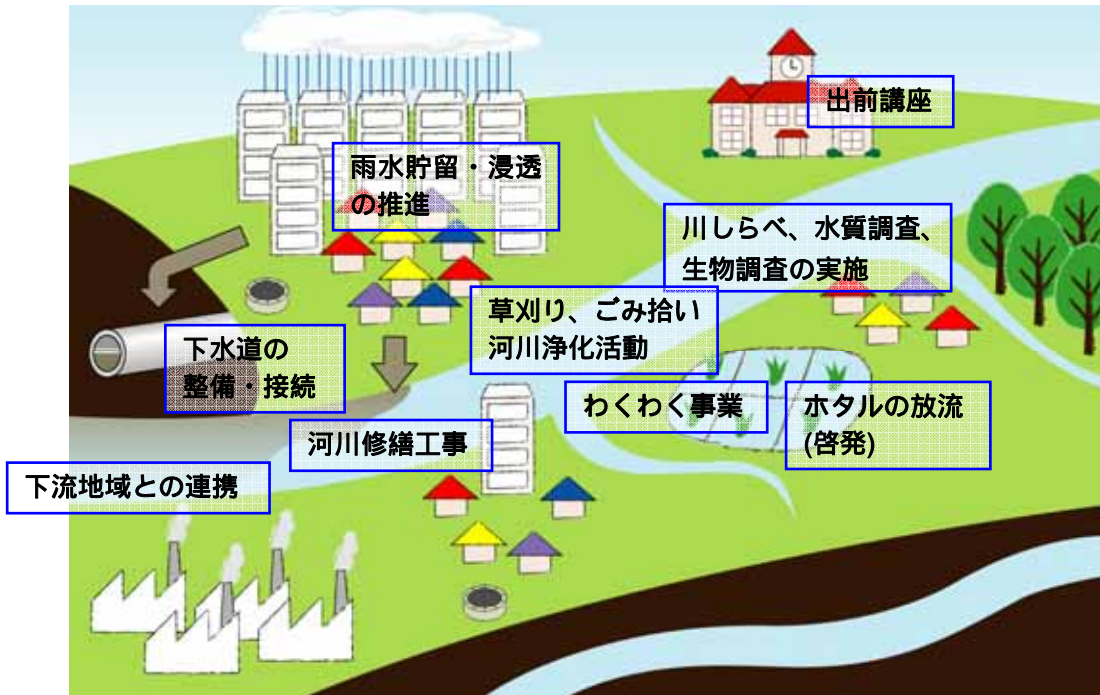 出前講座
雨水貯留・浸透
の推進
川しらべ、水質調査、
生物調査の実施
草刈り、ごみ拾い
河川浄化活動
下水道の
整備・接続
わくわく事業
ホタルの放流
(啓発)
河川修繕工事
下流地域との連携